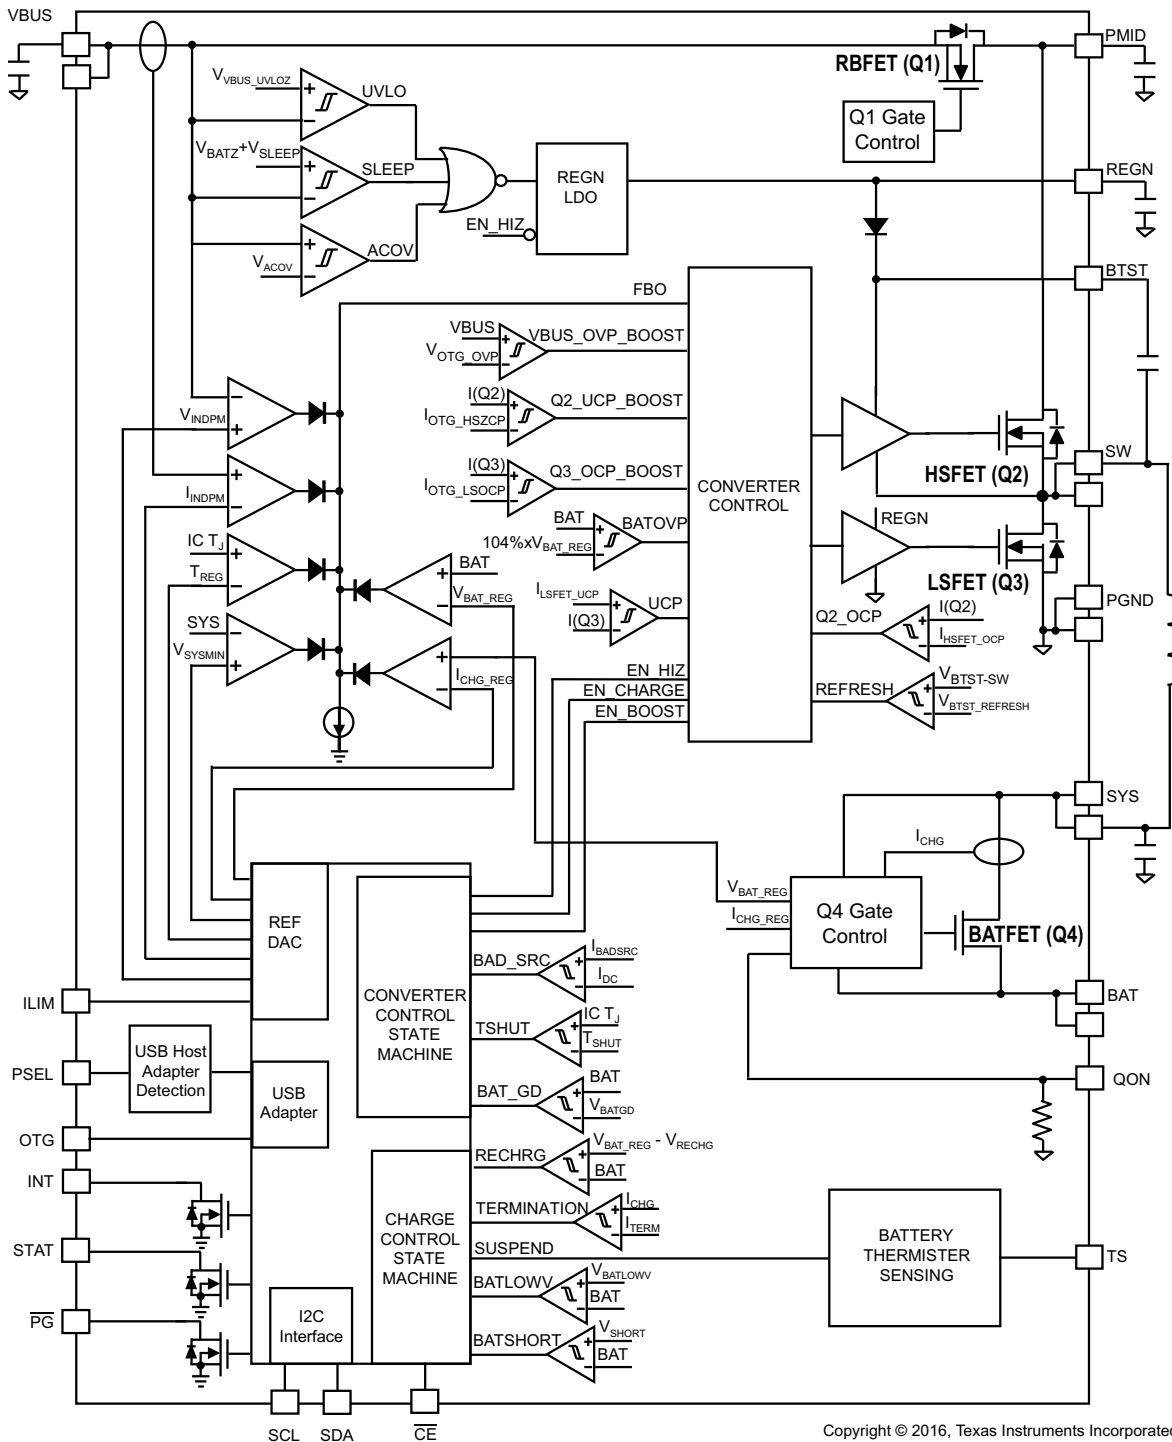 VBUS
PMID
RBFET (Q1)
Q1 Gate
Control
VVBUS_UVLOZ
UVLO
VBATZ+VSLEEP
SLEEP
REGN
LDO
REGN
EN_HIZ
ACOV
VACOV
BTST
FBO
VBUS
VBUS_OVP_BOOST
VOTG_OVP
I(Q2)
Q2_UCP_BOOST
IOTG_HSZCP
VINDPM
SW
HSFET (Q2)
I(Q3)
Q3_OCP_BOOST
IOTG_LSOCP
IINDPM
CONVERTER
CONTROL
REGN
BAT
BATOVP
104%xVBAT_REG
IC TJ
TREG
BAT
VBAT_REG
LSFET (Q3)
ILSFET_UCP
UCP
I(Q3)
PGND
Q2_OCP
I(Q2)
IHSFET_OCP
SYS
VSYSMIN
ICHG_REG
EN_HIZ
EN_CHARGE
EN_BOOST
REFRESH
VBTST-SW
VBTST_REFRESH
SYS
ICHG
VBAT_REG
ICHG_REG
Q4 Gate
Control
BATFET (Q4)
REF
DAC
BAD_SRC
IBADSRC
IDC
ILIM
BAT
CONVERTER
CONTROL
STATE
MACHINE
TSHUT
IC TJ
TSHUT
PSEL
USB Host
Adapter
Detection
USB
Adapter
BAT_GD
BAT
VBATGD
QON
OTG
RECHRG
VBAT_REG - VRECHG
BAT
INT
TERMINATION
ICHG
ITERM
CHARGE
CONTROL
STATE
MACHINE
SUSPEND
BATTERY
THERMISTER
SENSING
TS
STAT
BATLOWV
VBATLOWV
BAT
PG
I2C
Interface
BATSHORT
VSHORT
BAT
SCL
SDA
CE
Copyright © 2016, Texas Instruments Incorporated